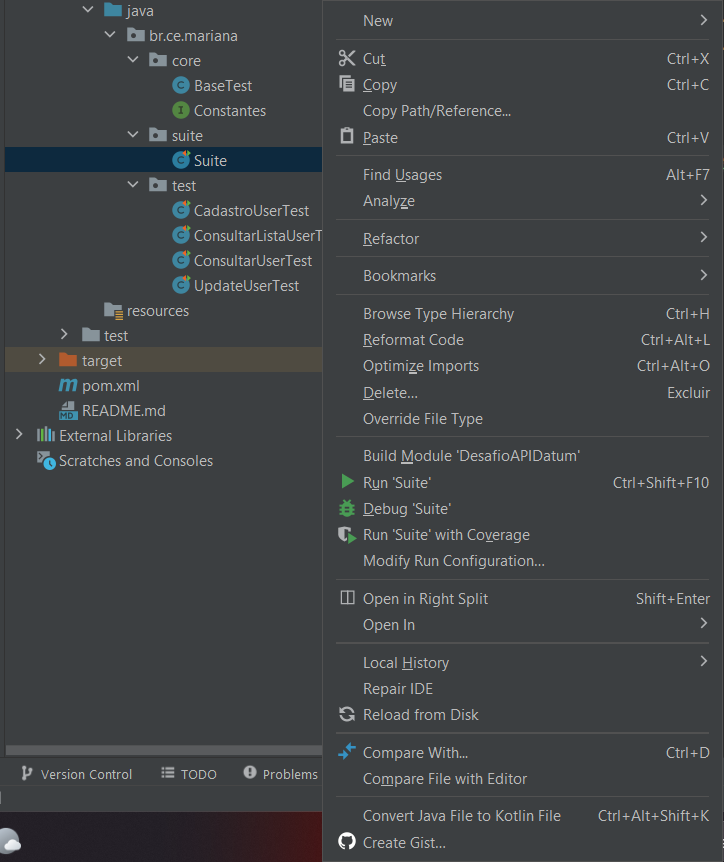 java
br.ce.mariana
core
BaseTest
Constantes
suite
Suite
test
CadastroUserTest
ConsultarListaUserT
ConsultarUserTest
UpdateUserTest
resources
test
target
pom.xml
README.md
External Libraries
Scratches and Consoles
Version Control
TODO
Problems
New
Cut Ctrl+X
Copy Ctrl+C
Copy Path/Reference...
Paste Ctrl+V
Find Usages Alt+F7
Analyze
Refactor
Bookmarks
Browse Type Hierarchy Ctrl+H
Reformat Code Ctrl+Alt+L
Optimize Imports Ctrl+Alt+O
Delete... Excluir
Override File Type
Build Module 'DesafioAPIDatum'
Run 'Suite' Ctrl+Shift+F10
Debug 'Suite'
Run 'Suite' with Coverage
Modify Run Configuration...
Open in Right Split Shift+Enter
Open In
Local History
Repair IDE
Reload from Disk
Compare With... Ctrl+D
Compare File with Editor
Convert Java File to Kotlin File Ctrl+Alt+Shift+K
Create Gist...